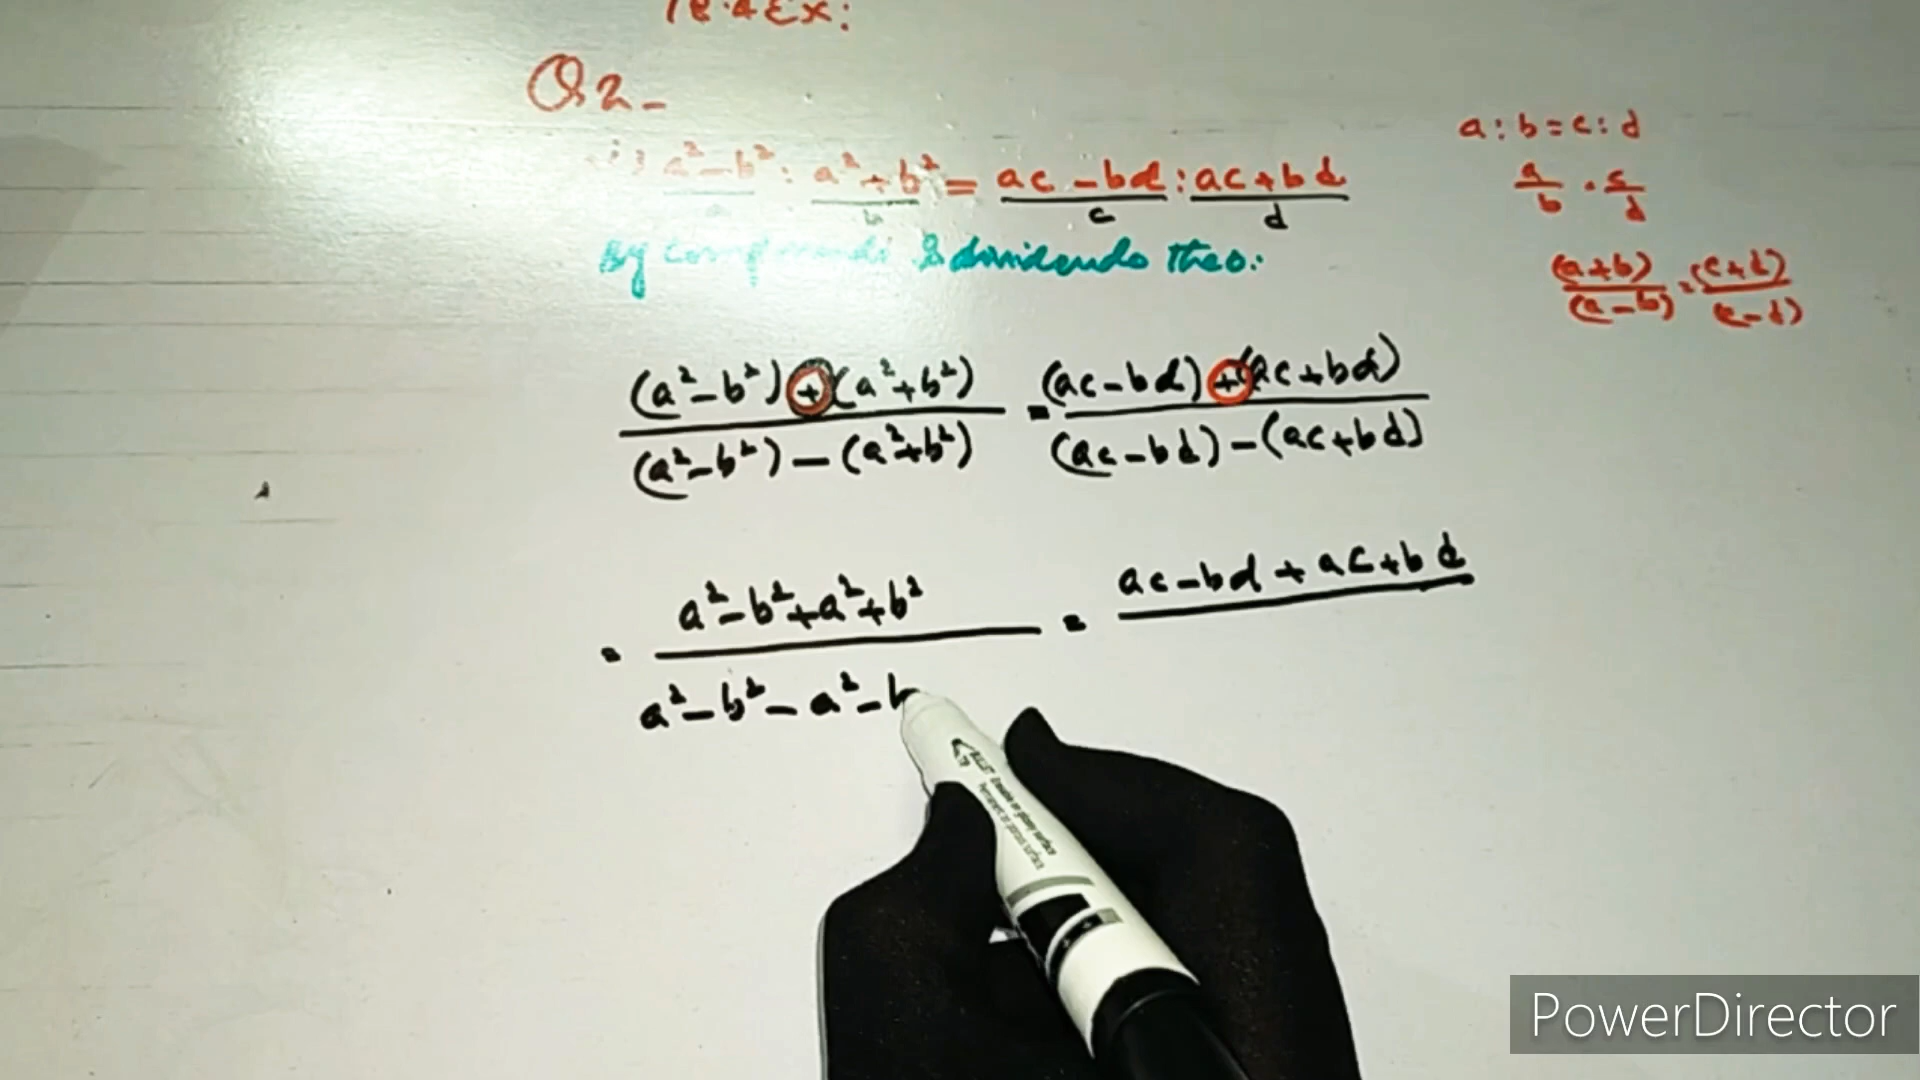 Q2-
a²-b² : a²+b² = ac-bd : ac+bd
a b c d
By componendo & dividendo Theo:
a:b=c:d
a/b = c/d
(a+b)/(a-b) = (c+d)/(c-d)
(a²-b²)+(a²+b²) = (ac-bd)+(ac+bd)
(a²-b²)-(a²+b²) (ac-bd)-(ac+bd)
= a²-b²+a²+b² = ac-bd+ac+bd
a²-b²-a²-b
PowerDirector